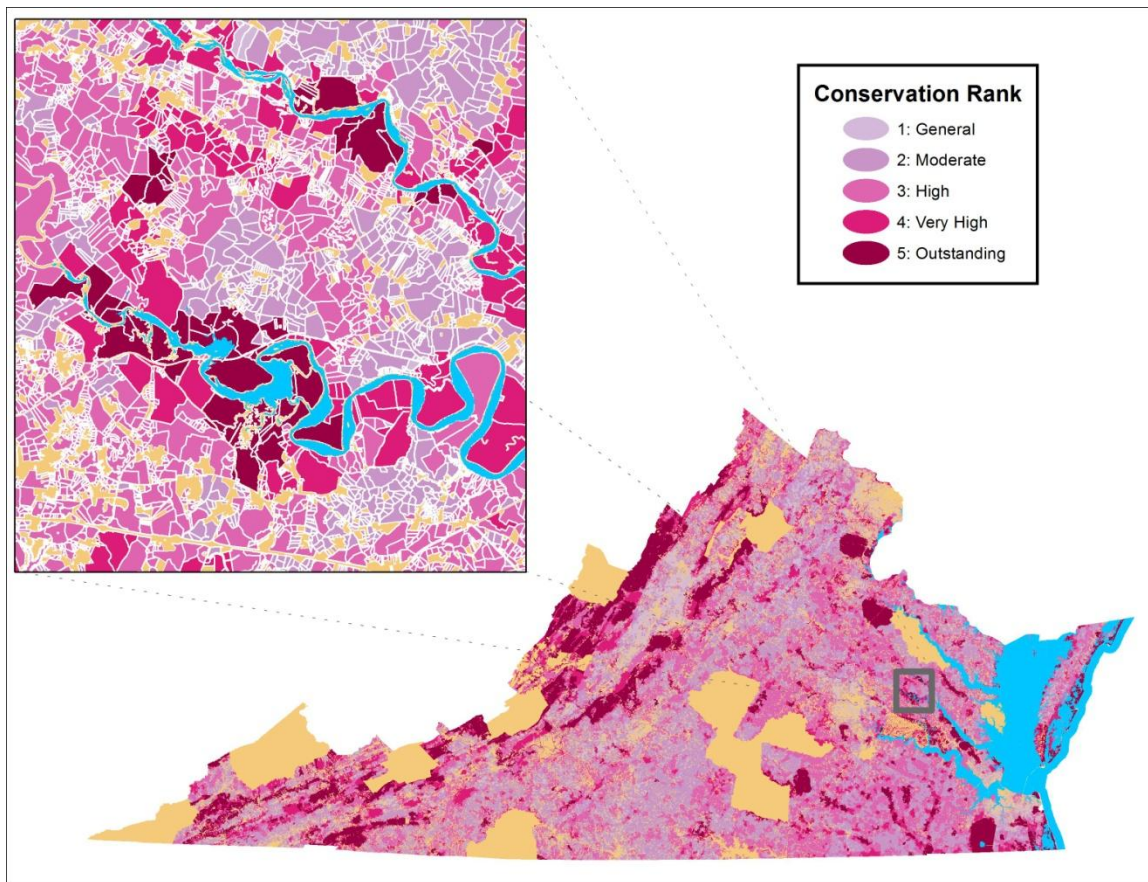 Conservation Rank
1: General
2: Moderate
3: High
4: Very High
5: Outstanding